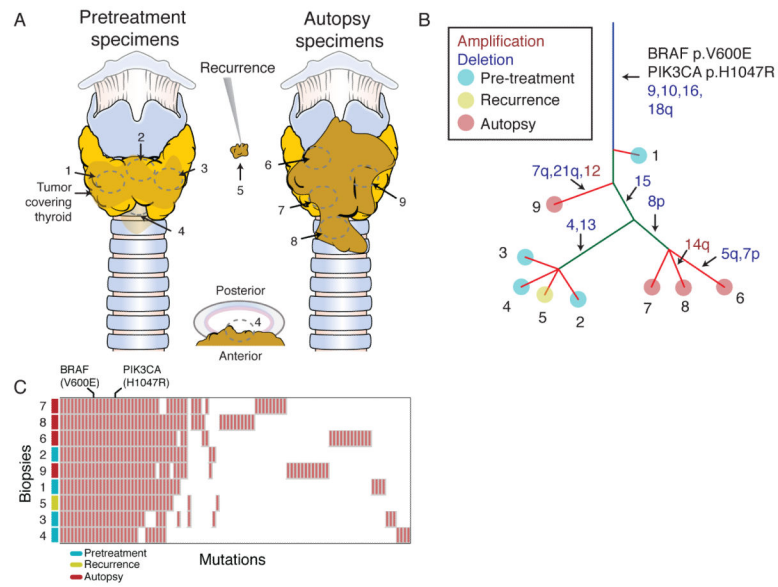 A
Pretreatment
specimens
Autopsy
specimens
Recurrence
1
2
3
Tumor
covering
thyroid
4
5
6
7
8
9
Posterior
4
Anterior
B
Amplification
Deletion
Pre-treatment
Recurrence
Autopsy
BRAF p.V600E
PIK3CA p.H1047R
9,10,16,
18q
1
7q,21q,12
15
9
8p
4,13
3
14q
5q,7p
4
5
2
7
8
6
C
BRAF
(V600E)
PIK3CA
(H1047R)
Biopsies
7
8
6
2
9
1
5
3
4
Pretreatment
Recurrence
Autopsy
Mutations